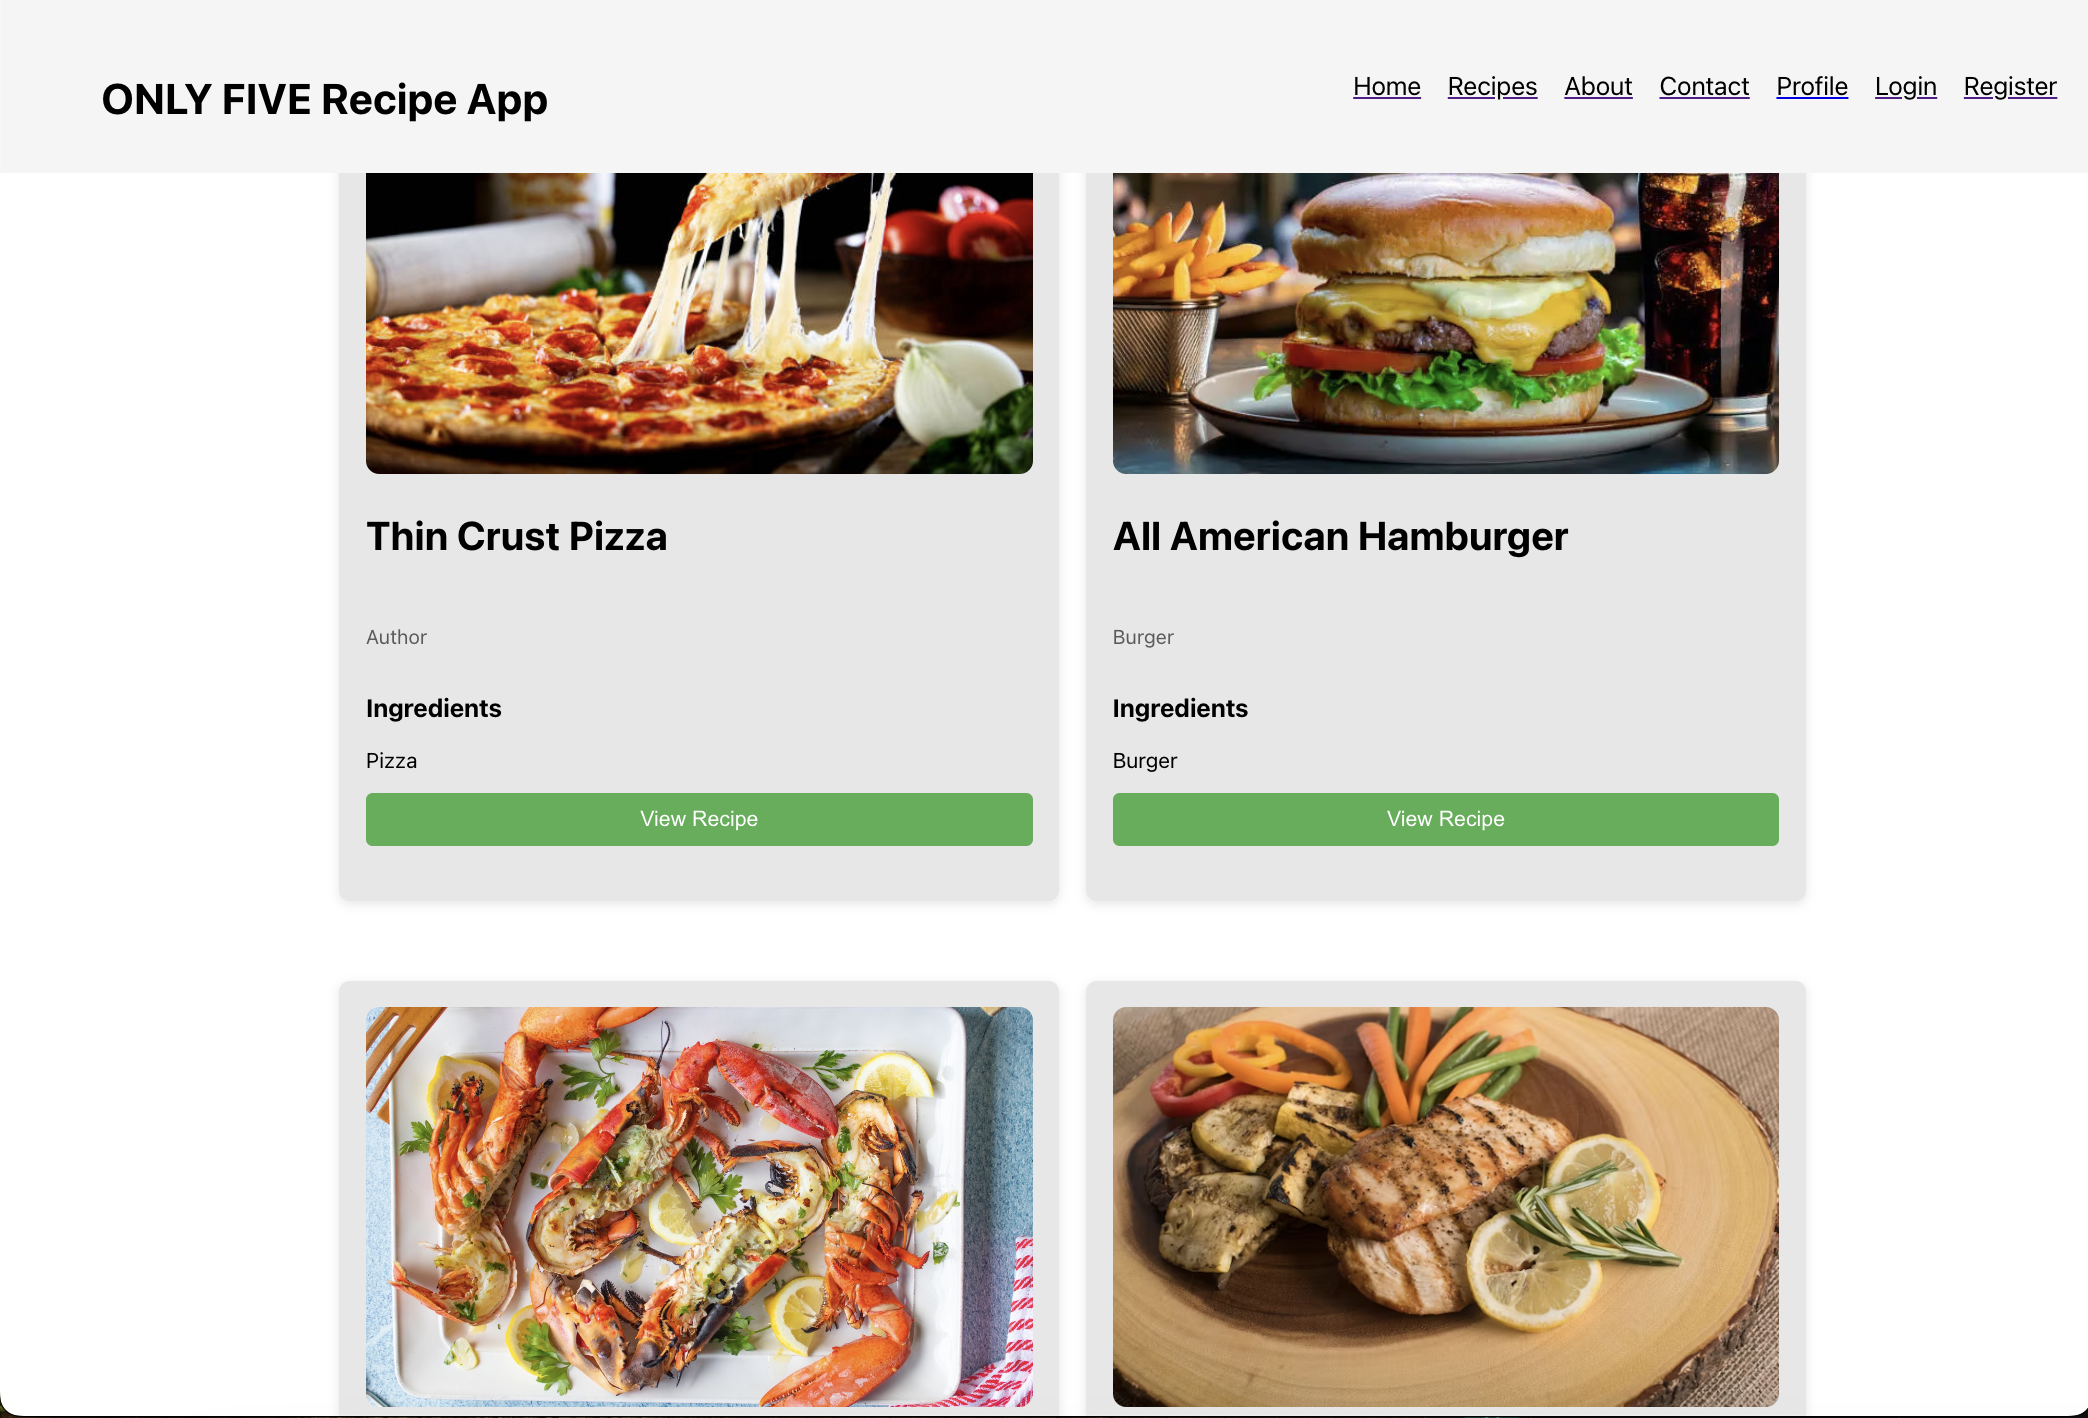 ONLY FIVE Recipe App
Home Recipes About Contact Profile Login Register
Thin Crust Pizza
Author
Ingredients
Pizza
View Recipe
All American Hamburger
Burger
Ingredients
Burger
View Recipe